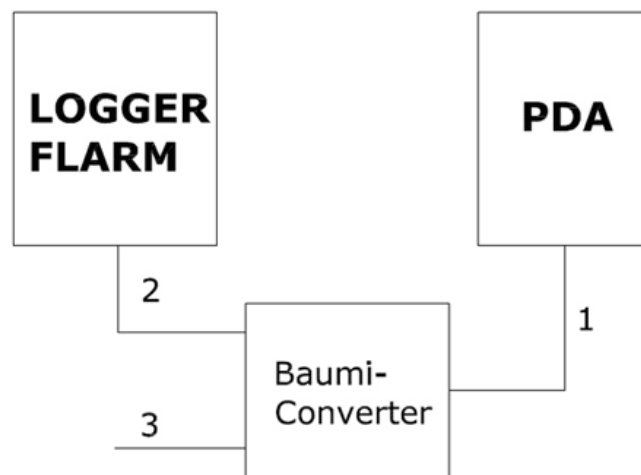 LOGGER
FLARM
PDA
2
1
Baumi-
Converter
3